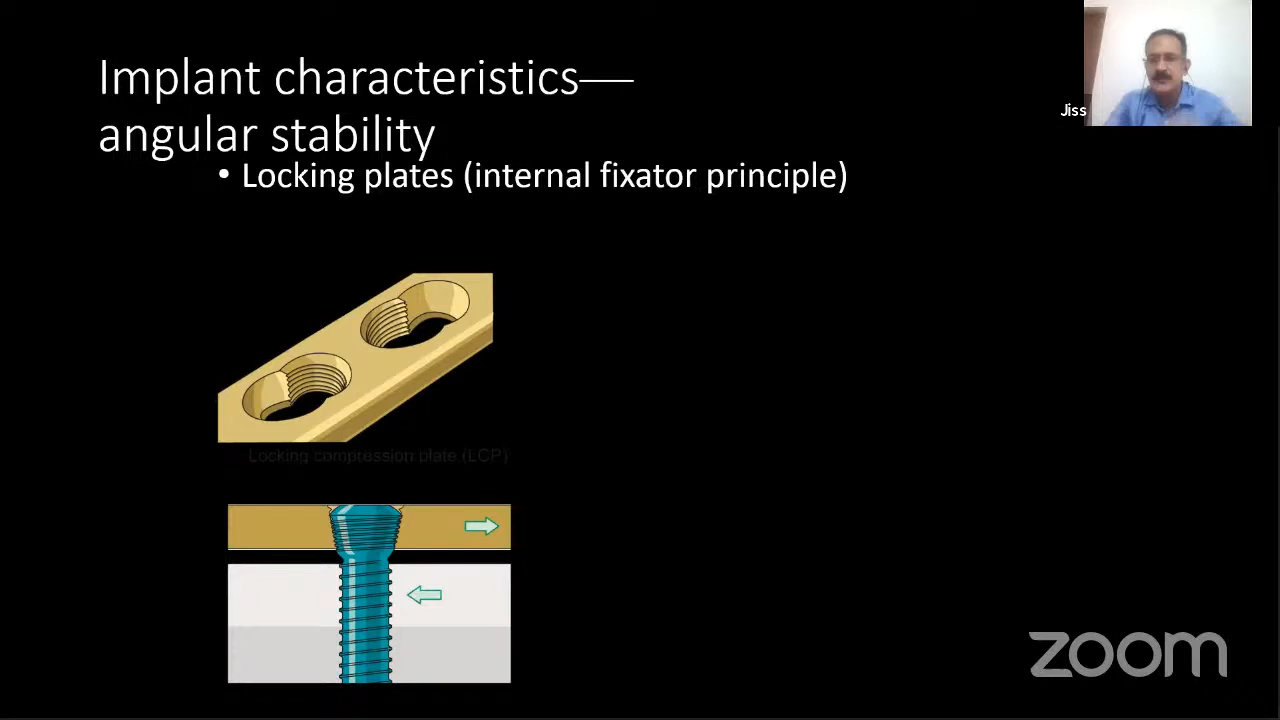 Implant characteristics—
angular stability
• Locking plates (internal fixator principle)
Jiss
Locking compression plate (LCP)
zoom